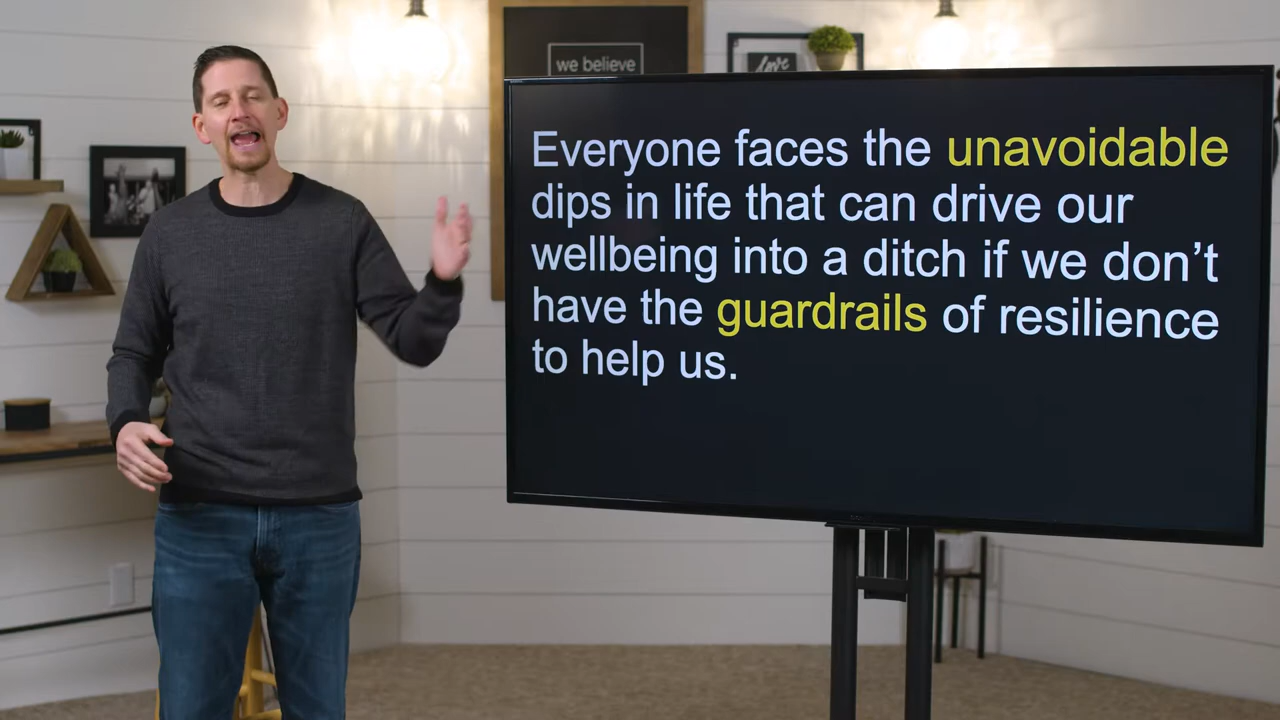 we believe
love
Everyone faces the unavoidable
dips in life that can drive our
wellbeing into a ditch if we don’t
have the guardrails of resilience
to help us.